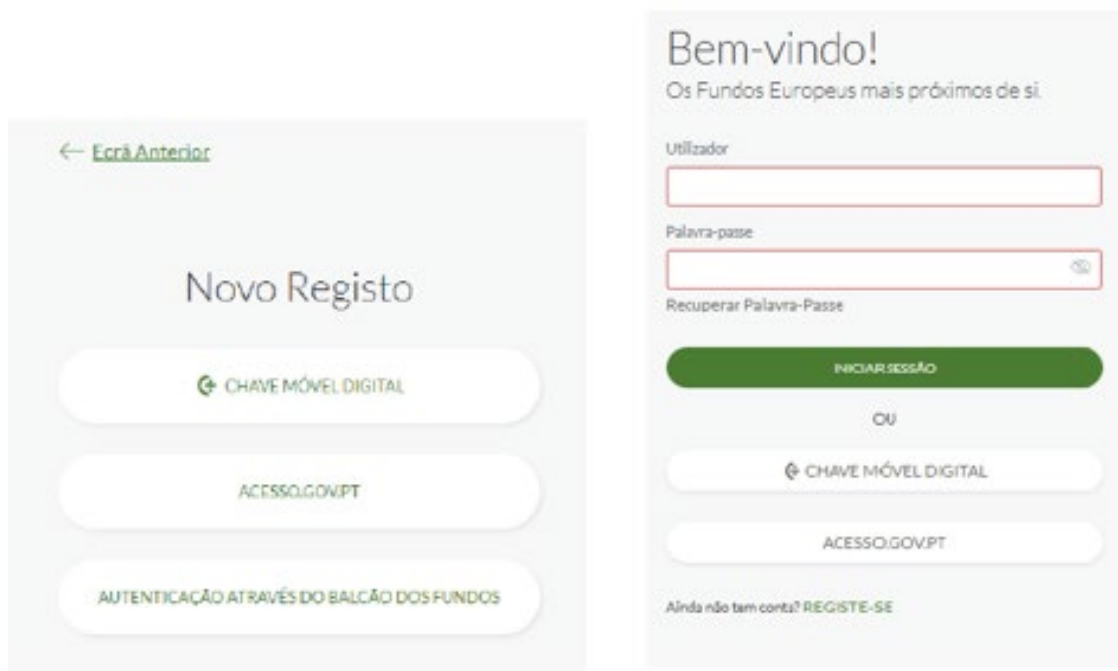 ← Ecrã Anterior
Novo Registo
CHAVE MÓVEL DIGITAL
ACESSO.GOV.PT
AUTENTICAÇÃO ATRAVÉS DO BALCÃO DOS FUNDOS
Bem-vindo!
Os Fundos Europeus mais próximos de si.
Utilizador
Palavra-passe
Recuperar Palavra-Passe
INICIAR SESSÃO
OU
CHAVE MÓVEL DIGITAL
ACESSO.GOV.PT
Ainda não tem conta? REGISTE-SE